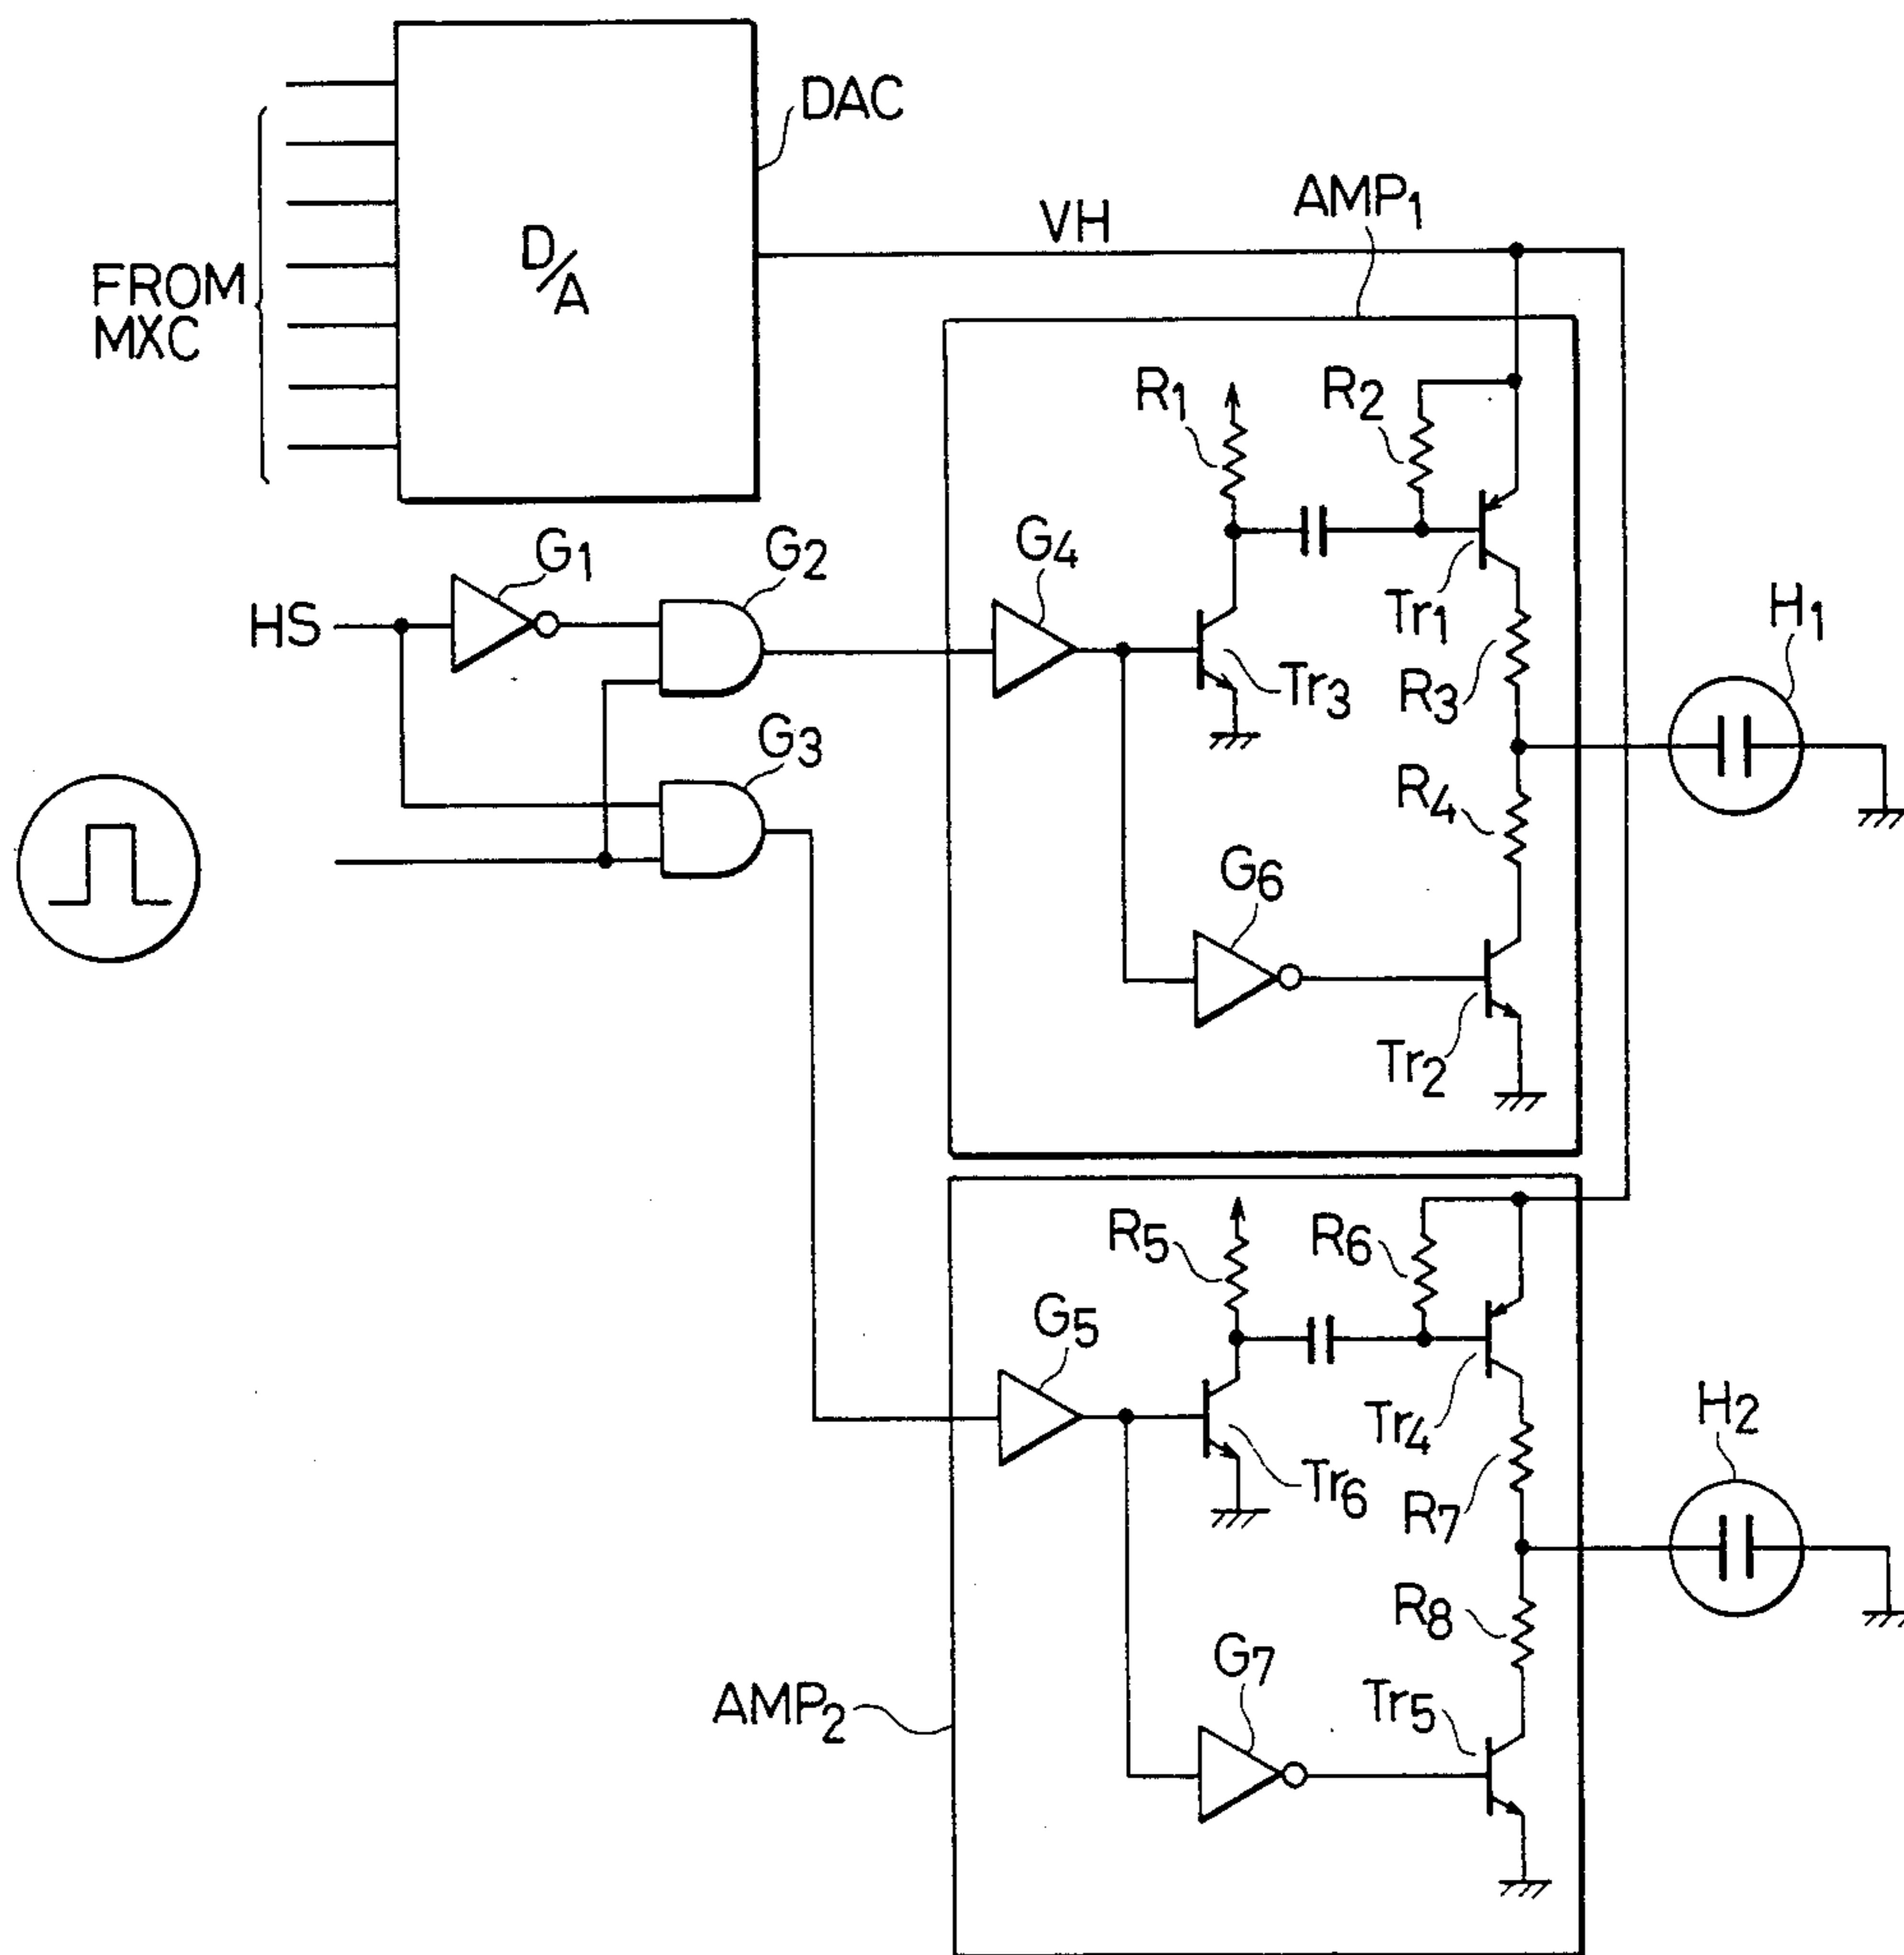 DAC
AMP1
VH
D/A
FROM
MXC
R1
R2
G1
G2
G4
HS
Tr1
H1
Tr3
R3
G3
R4
G6
Tr2
R5
R6
G5
Tr4
H2
Tr6
R7
R8
G7
Tr5
AMP2